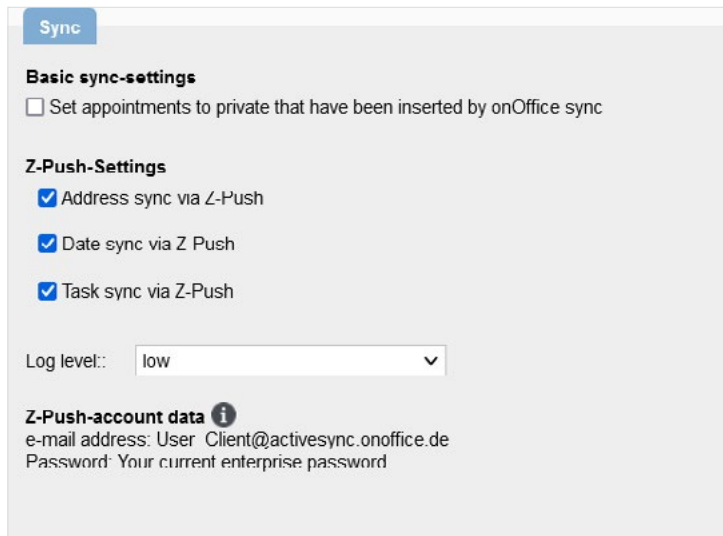 Sync
Basic sync-settings
Set appointments to private that have been inserted by onOffice sync
Z-Push-Settings
Address sync via Z-Push
Date sync via Z Push
Task sync via Z-Push
Log level:: low
Z-Push-account data i
e-mail address: User Client@activesync.onoffice.de
Password: Your current enterprise password